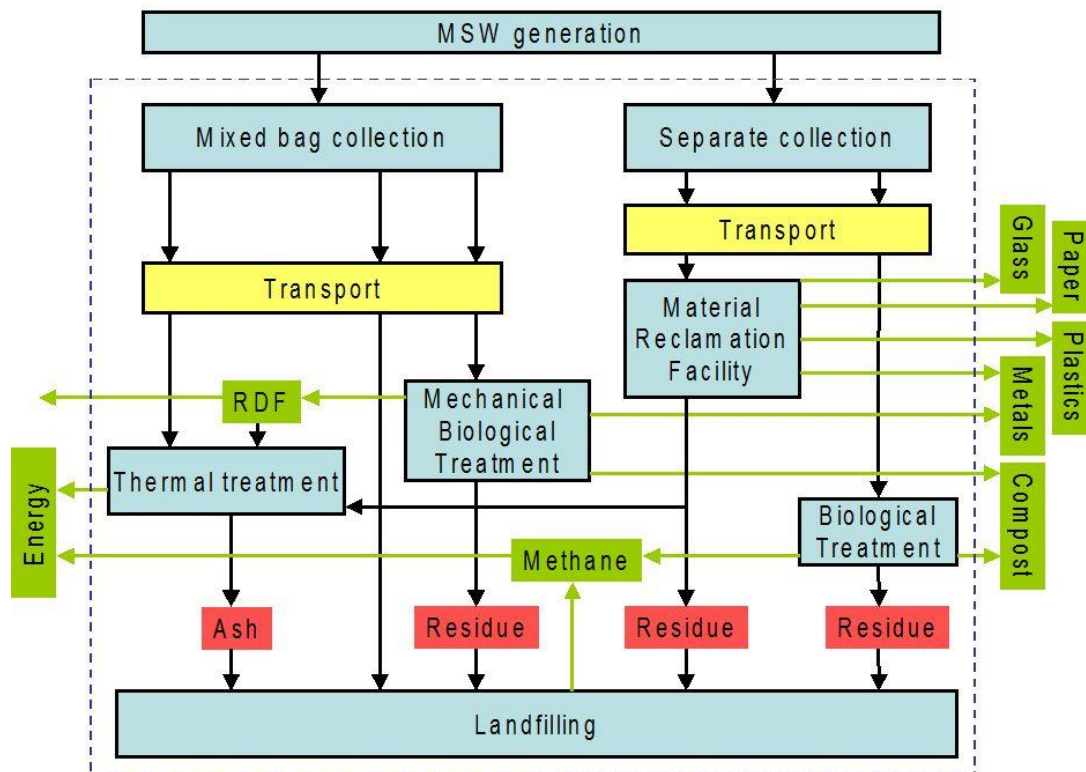 MSW generation
Mixed bag collection
Separate collection
Transport
Transport
Glass
Paper
Material
Reclamation
Facility
Plastics
Metals
RDF
Mechanical
Biological
Treatment
Thermal treatment
Energy
Compost
Biological
Treatment
Methane
Ash
Residue
Residue
Residue
Landfilling